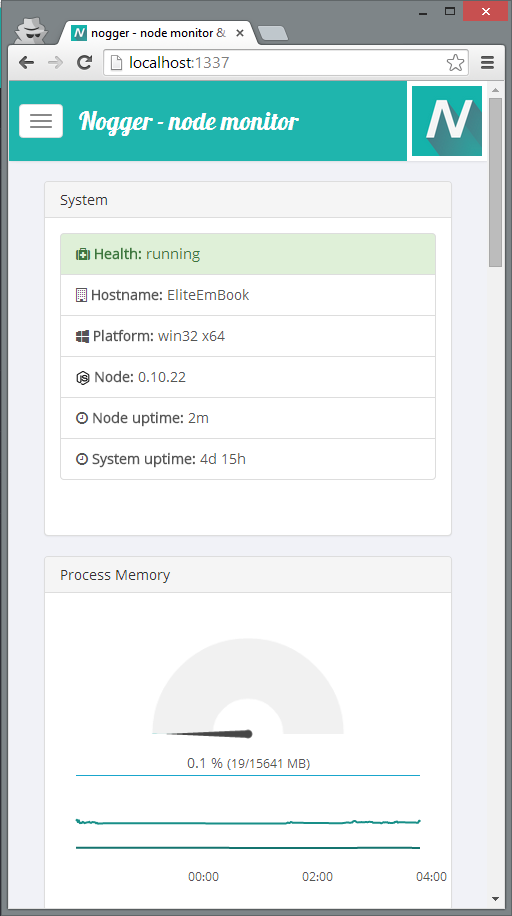 nogger - node monitor &
localhost:1337
Nogger - node monitor
N
System
Health: running
Hostname: EliteEmBook
Platform: win32 x64
Node: 0.10.22
Node uptime: 2m
System uptime: 4d 15h
Process Memory
0.1 % (19/15641 MB)
00:00 02:00 04:00